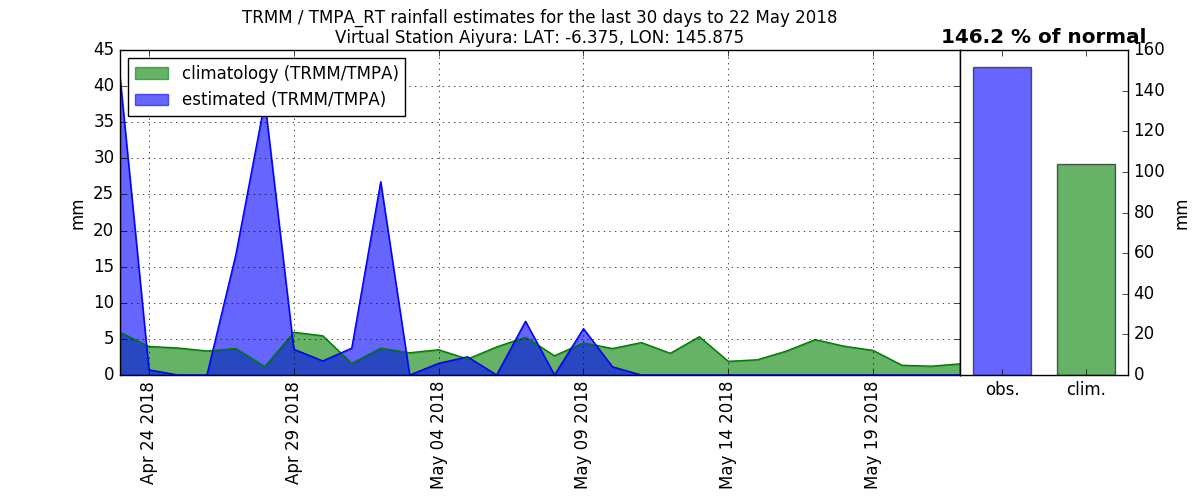 TRMM / TMPA_RT rainfall estimates for the last 30 days to 22 May 2018
Virtual Station Aiyura: LAT: -6.375, LON: 145.875
146.2 % of normal
climatology (TRMM/TMPA)
estimated (TRMM/TMPA)
45
40
35
30
25
20
15
10
5
0
mm
Apr 24 2018
Apr 29 2018
May 04 2018
May 09 2018
May 14 2018
May 19 2018
160
140
120
100
80
60
40
20
0
mm
obs.
clim.